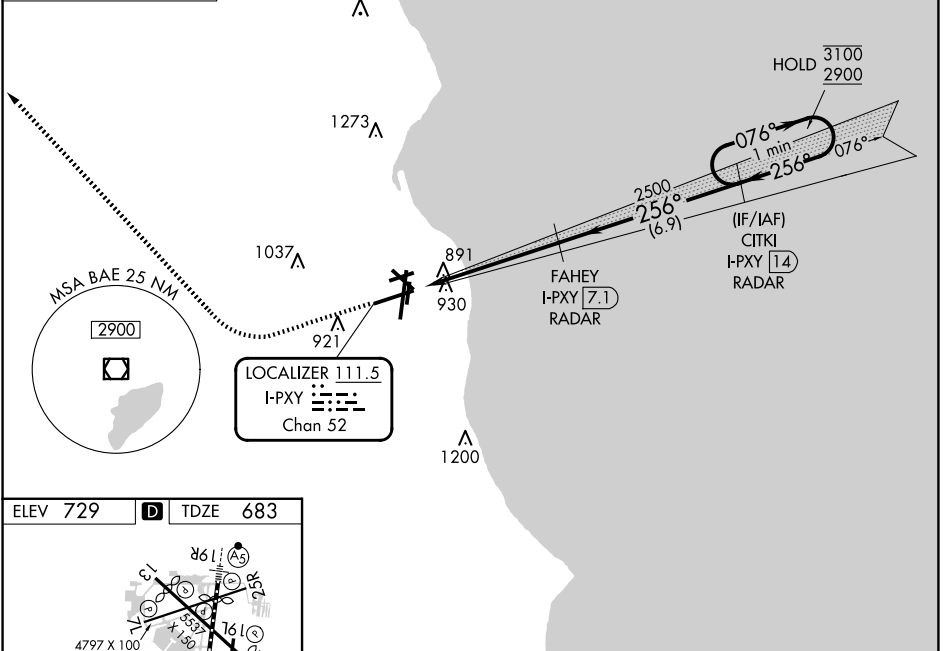 HOLD 3100
2900
1273
076°
1 min
256°
076°
2500
256°
(6.9)
(IF/IAF)
CITKI
I-PXY 14
RADAR
1037
891
930
FAHEY
I-PXY 7.1
RADAR
MSA BAE 25 NM
2900
921
LOCALIZER 111.5
I-PXY
Chan 52
1200
ELEV 729 D TDZE 683
19R
A5
13
P
P
25R
P
P
7L
5537
X 150
19L
P
4797 X 100